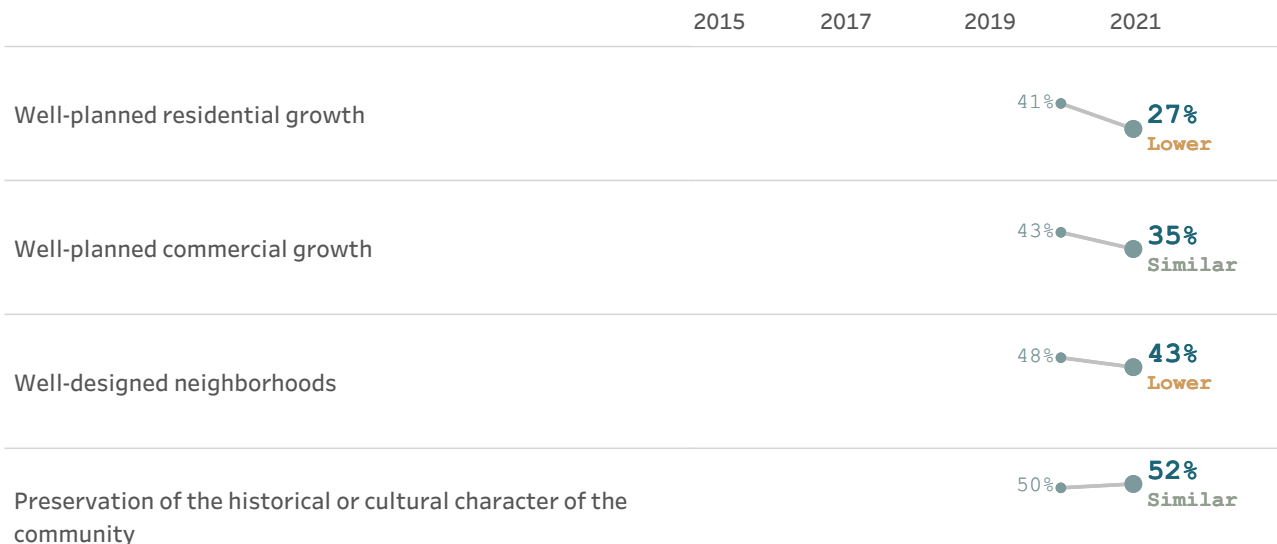 2015 2017 2019 2021
Well-planned residential growth
41%
27%
Lower
Well-planned commercial growth
43%
35%
Similar
Well-designed neighborhoods
48%
43%
Lower
Preservation of the historical or cultural character of the
community
50%
52%
Similar